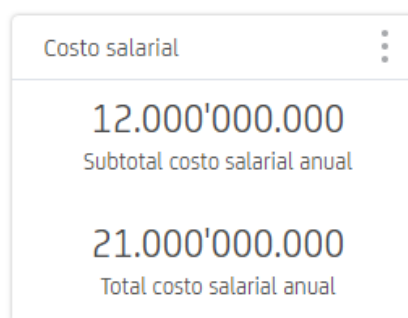 Costo salarial
12.000'000.000
Subtotal costo salarial anual
21.000'000.000
Total costo salarial anual